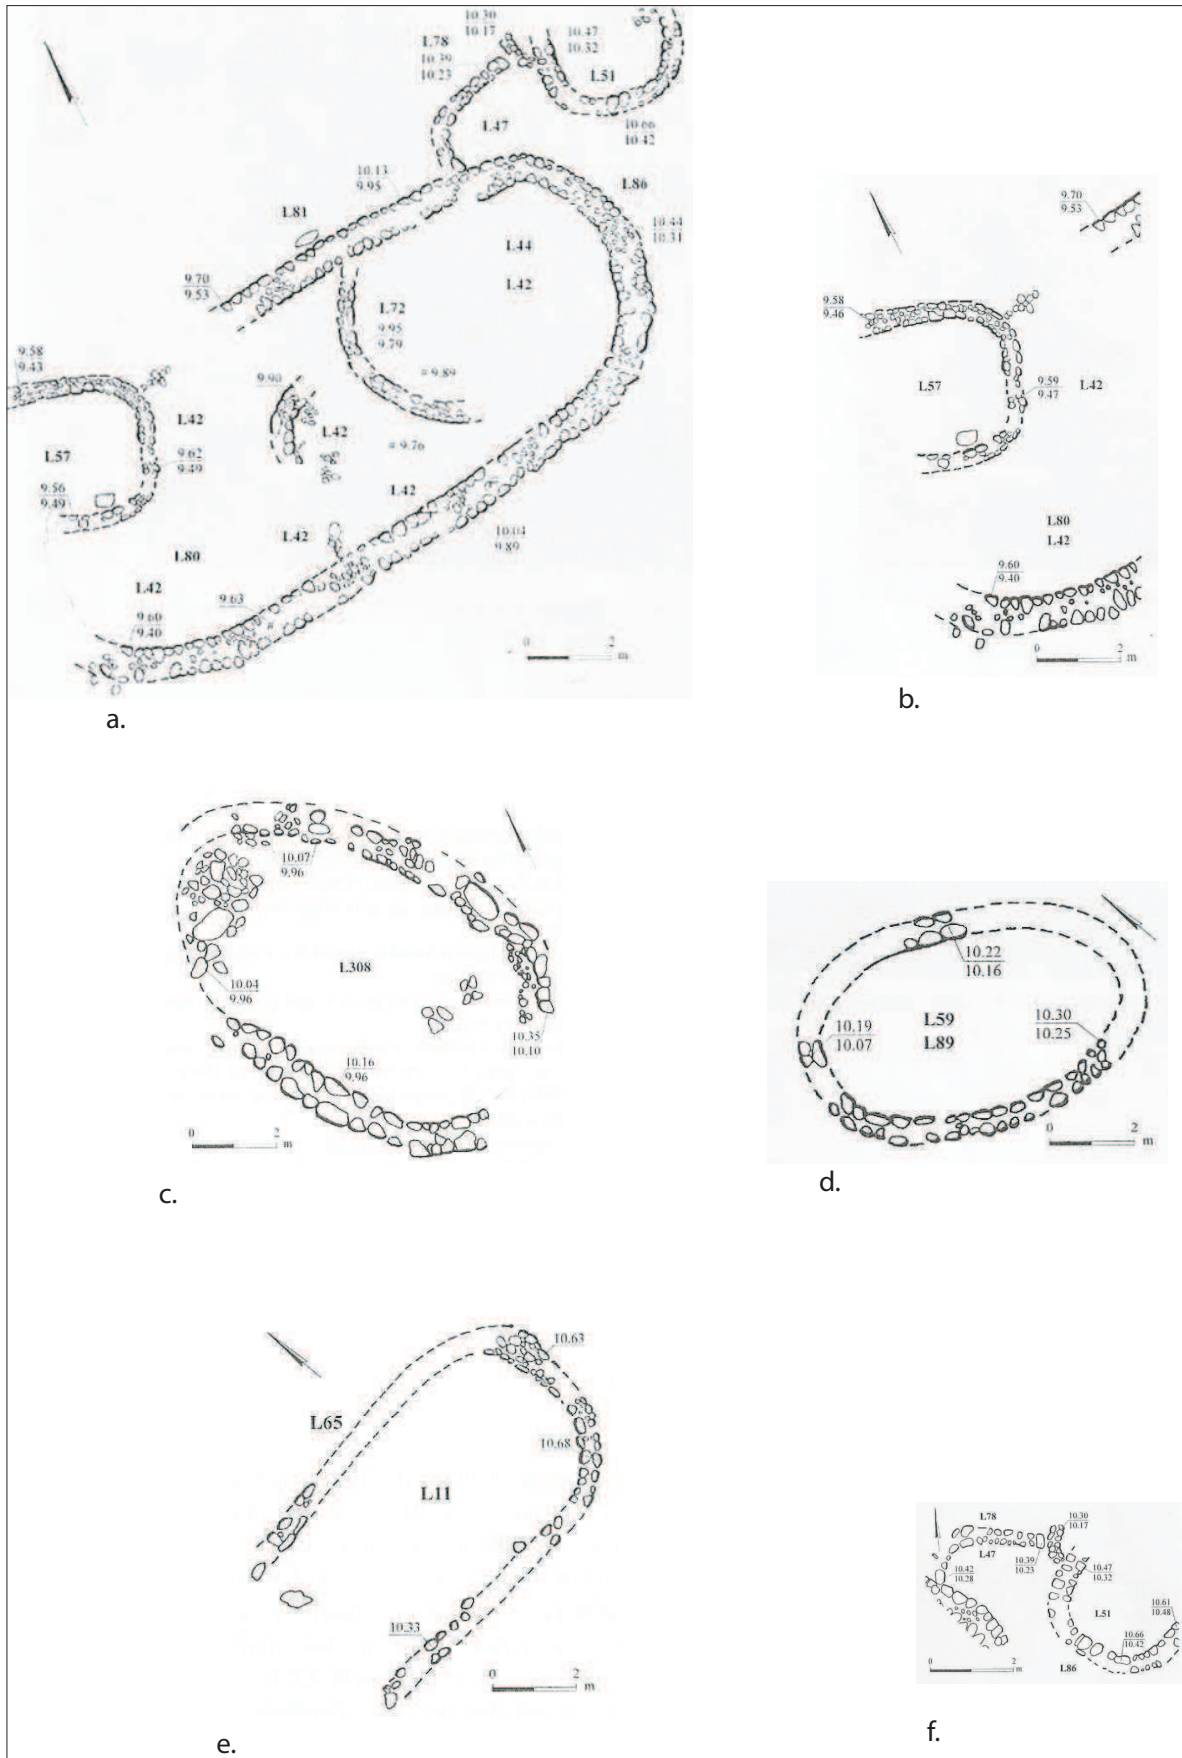 10.30
10.17
L78
10.39
10.23
10.47
10.32
L51
L47
10.66
10.42
10.13
9.95
L86
L81
10.44
10.31
L44
L42
9.70
9.53
L72
9.95
9.79
9.58
9.43
= 9.89
9.90
L42
L42
= 9.76
L57
9.62
9.49
L42
9.56
9.49
L42
10.04
9.89
L80
L42
9.63
9.60
9.40
0 2
m
a.
9.70
9.53
9.58
9.46
L57
9.59
9.47
L42
L80
L42
9.60
9.40
0 2
m
b.
10.07
9.96
L308
10.04
9.96
10.35
10.10
10.16
9.96
0 2
m
c.
10.22
10.16
10.19
10.07
L59
L89
10.30
10.25
0 2
m
d.
10.63
L65
10.68
L11
10.33
0 2
m
e.
L78
10.30
10.17
L47
10.39
10.23
10.42
10.28
10.47
10.32
10.61
10.48
L51
10.66
10.42
L86
0 2
m
f.